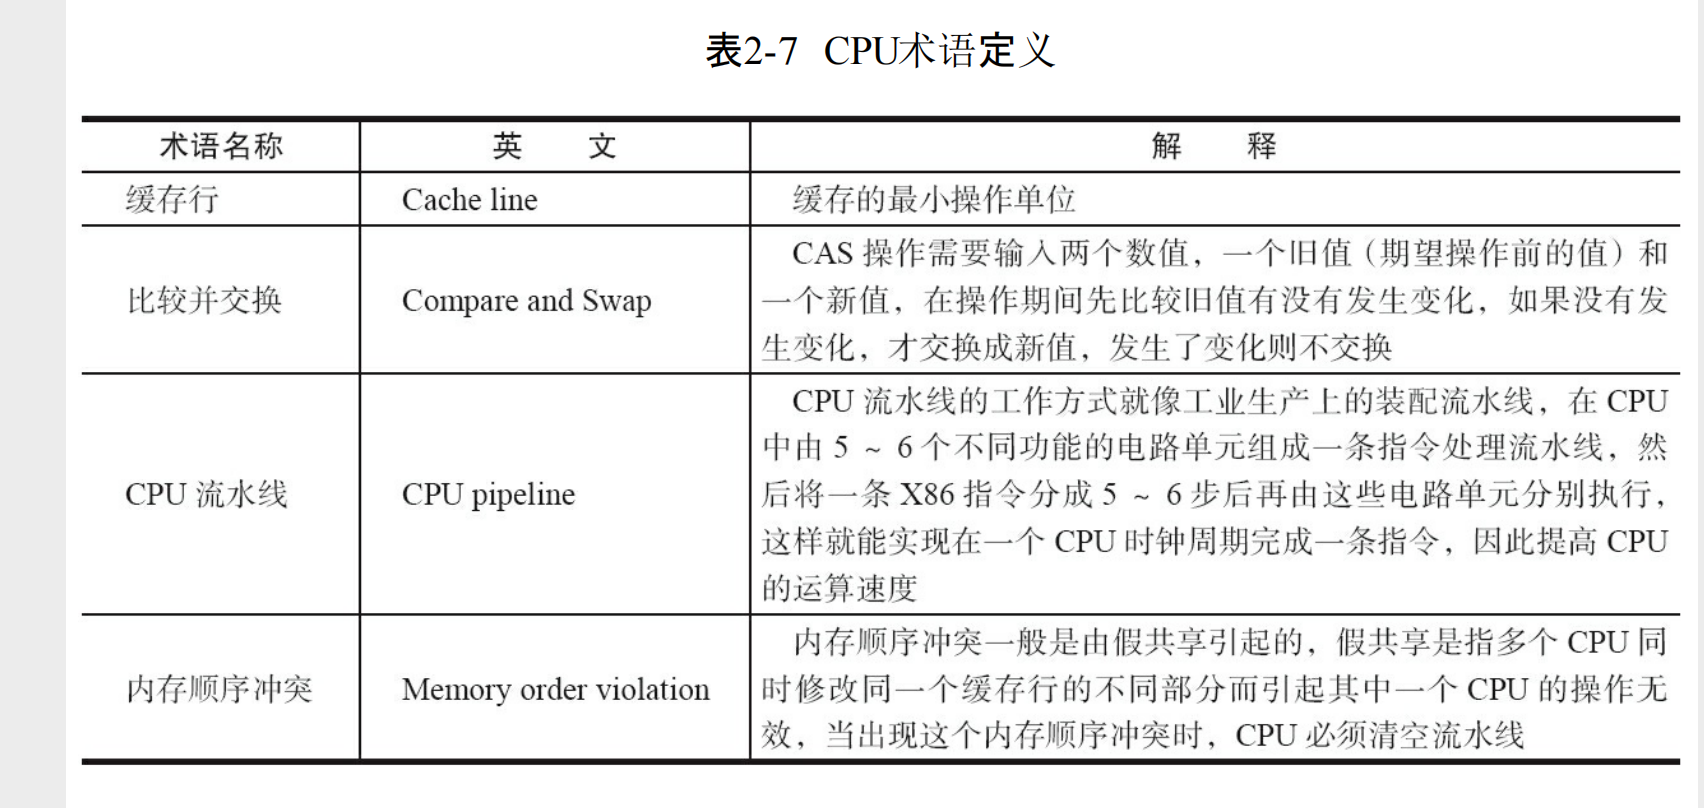 表2-7 CPU术语定义
术语名称 英 文 解 释
缓存行 Cache line 缓存的最小操作单位
比较并交换 Compare and Swap CAS 操作需要输入两个数值，一个旧值（期望操作前的值）和
一个新值，在操作期间先比较旧值有没有发生变化，如果没有发
生变化，才交换成新值，发生了变化则不交换
CPU 流水线 CPU pipeline CPU 流水线的工作方式就像工业生产上的装配流水线，在 CPU
中由 5 ~ 6 个不同功能的电路单元组成一条指令处理流水线，然
后将一条 X86 指令分成 5 ~ 6 步后再由这些电路单元分别执行，
这样就能实现在一个 CPU 时钟周期完成一条指令，因此提高 CPU
的运算速度
内存顺序冲突 Memory order violation 内存顺序冲突一般是由假共享引起的，假共享是指多个 CPU 同
时修改同一个缓存行的不同部分而引起其中一个 CPU 的操作无
效，当出现这个内存顺序冲突时，CPU 必须清空流水线